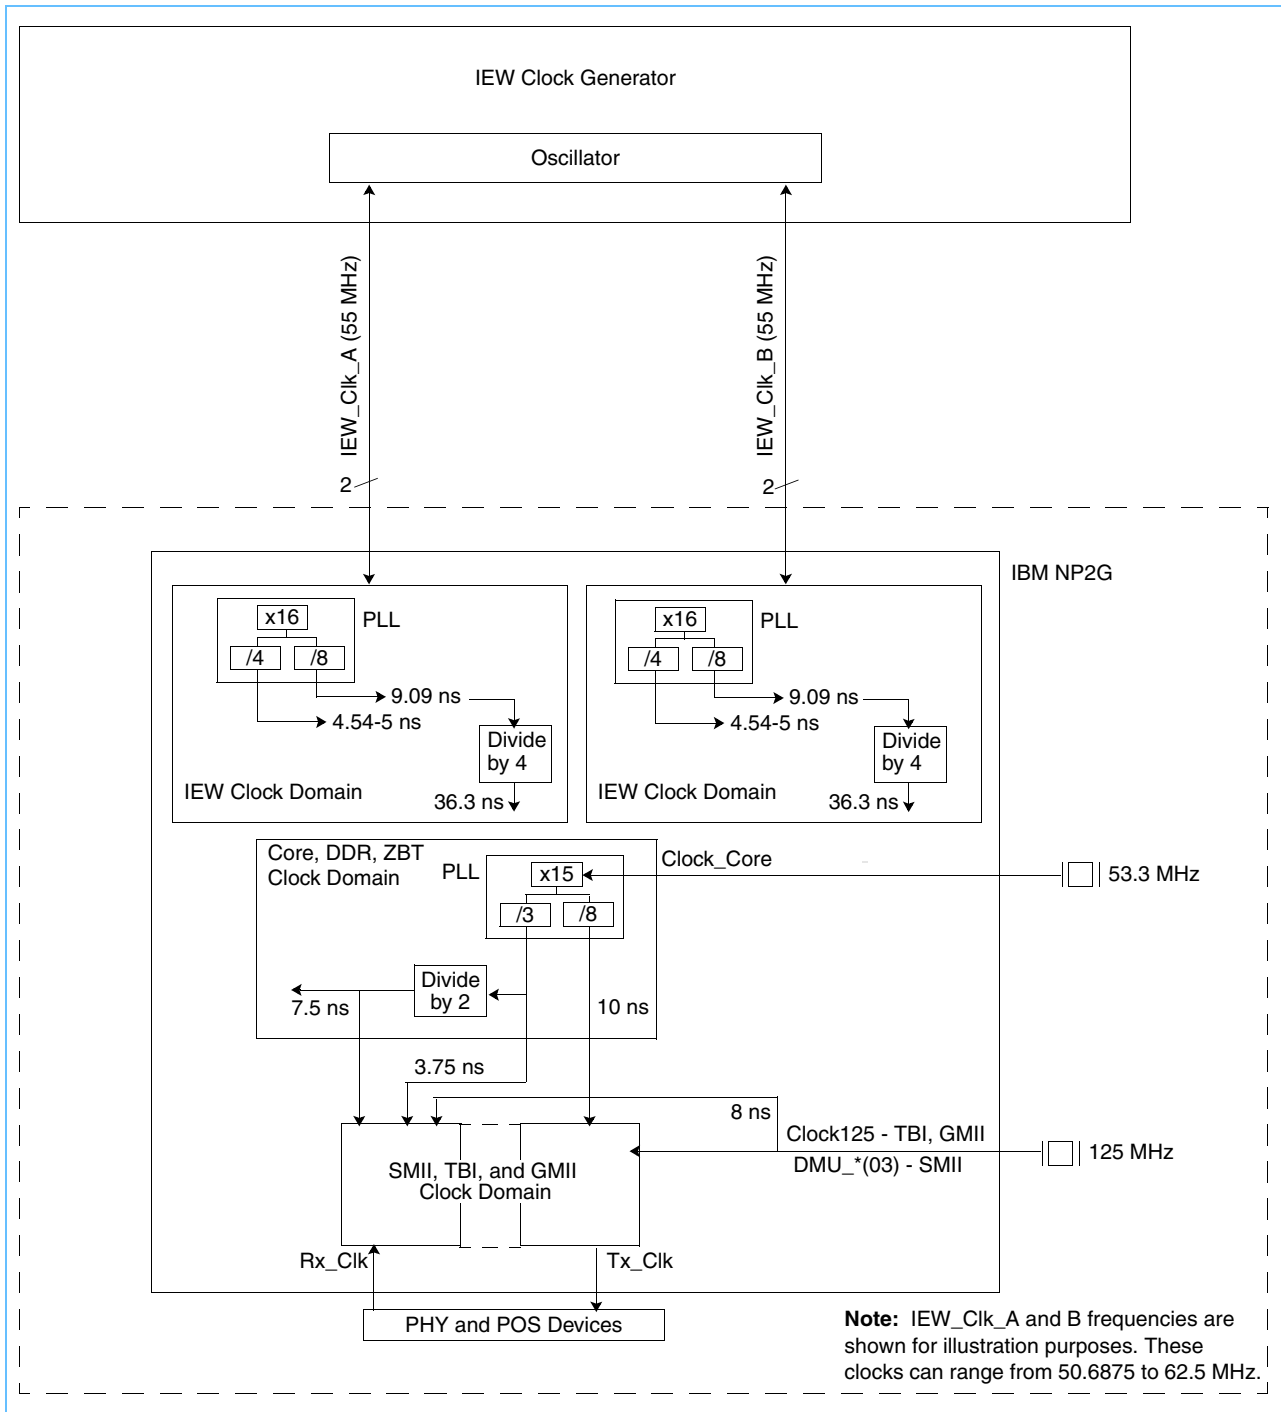 IEW Clock Generator
Oscillator
IEW_Clk_A (55 MHz)
IEW_Clk_B (55 MHz)
2
2
IBM NP2G
x16
PLL
/4
/8
9.09 ns
4.54-5 ns
Divide
by 4
IEW Clock Domain
36.3 ns
x16
PLL
/4
/8
9.09 ns
4.54-5 ns
Divide
by 4
IEW Clock Domain
36.3 ns
Core, DDR, ZBT
Clock Domain
PLL
x15
/3
/8
Clock_Core
53.3 MHz
Divide
by 2
7.5 ns
10 ns
3.75 ns
8 ns
Clock125 - TBI, GMII
DMU_*(03) - SMII
125 MHz
SMII, TBI, and GMII
Clock Domain
Rx_Clk
Tx_Clk
PHY and POS Devices
Note: IEW_Clk_A and B frequencies are
shown for illustration purposes. These
clocks can range from 50.6875 to 62.5 MHz.